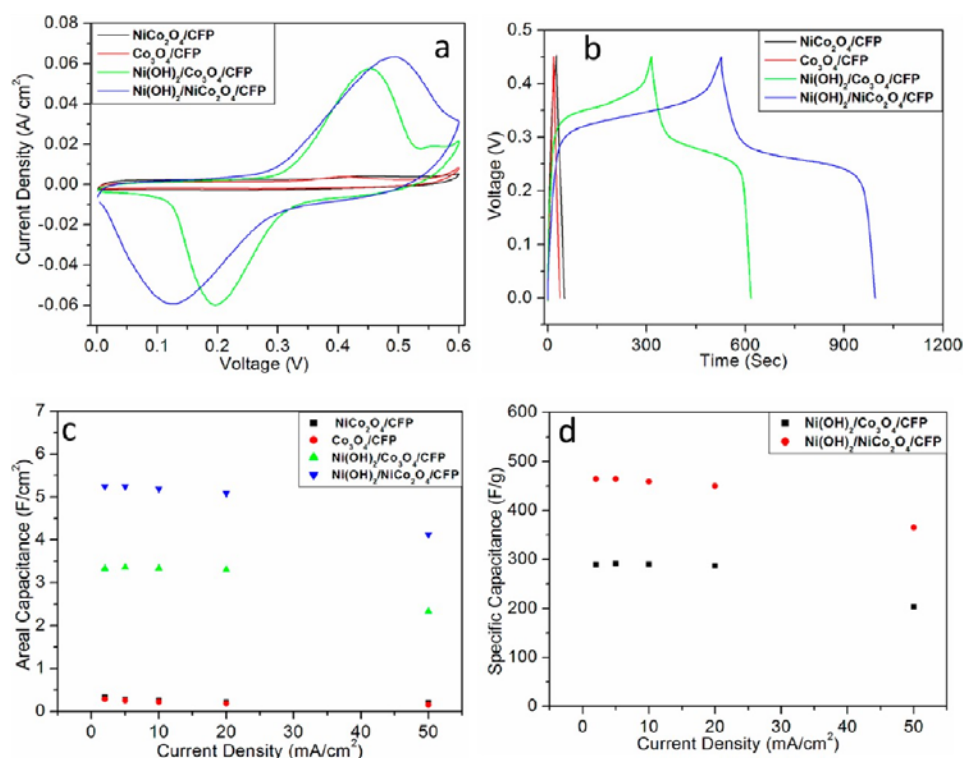 a
NiCo₂O₄/CFP
Co₃O₄/CFP
Ni(OH)₂/Co₃O₄/CFP
Ni(OH)₂/NiCo₂O₄/CFP
0.08
0.06
0.04
0.02
0.00
-0.02
-0.04
-0.06
Current Density (A/ cm²)
0.0 0.1 0.2 0.3 0.4 0.5 0.6
Voltage (V)
b
NiCo₂O₄/CFP
Co₃O₄/CFP
Ni(OH)₂/Co₃O₄/CFP
Ni(OH)₂/NiCo₂O₄/CFP
0.5
0.4
0.3
0.2
0.1
0.0
Voltage (V)
0 300 600 900 1200
Time (Sec)
c
NiCo₂O₄/CFP
Co₃O₄/CFP
Ni(OH)₂/Co₃O₄/CFP
Ni(OH)₂/NiCo₂O₄/CFP
7
6
5
4
3
2
1
0
Areal Capacitance (F/cm²)
0 10 20 30 40 50
Current Density (mA/cm²)
d
Ni(OH)₂/Co₃O₄/CFP
Ni(OH)₂/NiCo₂O₄/CFP
600
500
400
300
200
100
0
Specific Capacitance (F/g)
0 10 20 30 40 50
Current Density (mA/cm²)